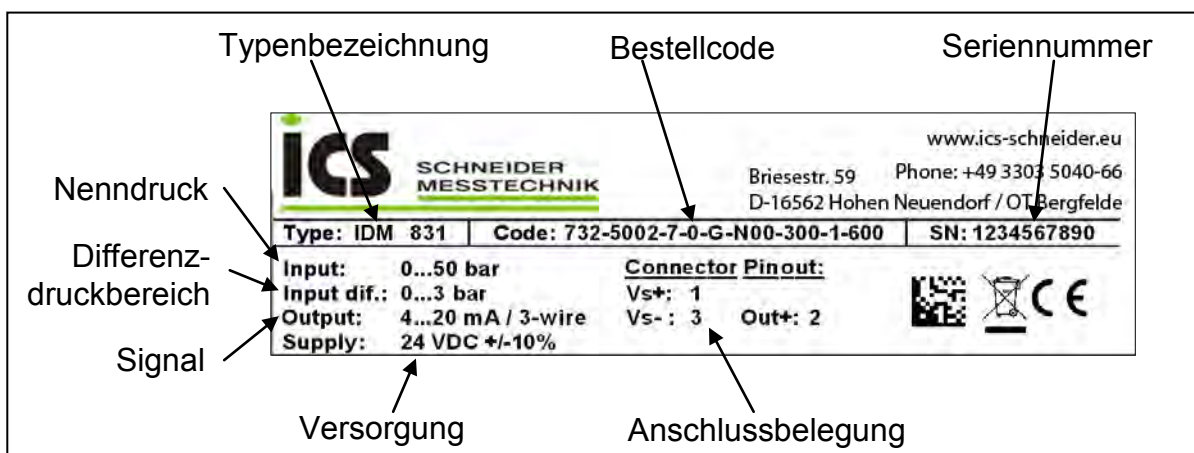 Typenbezeichnung Bestellcode Seriennummer
ics
SCHNEIDER
MESSTECHNIK
www.ics-schneider.eu
Briesestr. 59 Phone: +49 3303 5040-66
D-16562 Hohen Neuendorf / OT Bergfelde
Nenndruck
Type: IDM 831 Code: 732-5002-7-0-G-N00-300-1-600 SN: 1234567890
Differenz-
druckbereich
Input: 0...50 bar Connector Pinout:
Input dif.: 0...3 bar Vs+: 1
Output: 4...20 mA / 3-wire Vs- : 3 Out+: 2
Supply: 24 VDC +/-10%
CE
Signal
Versorgung Anschlussbelegung